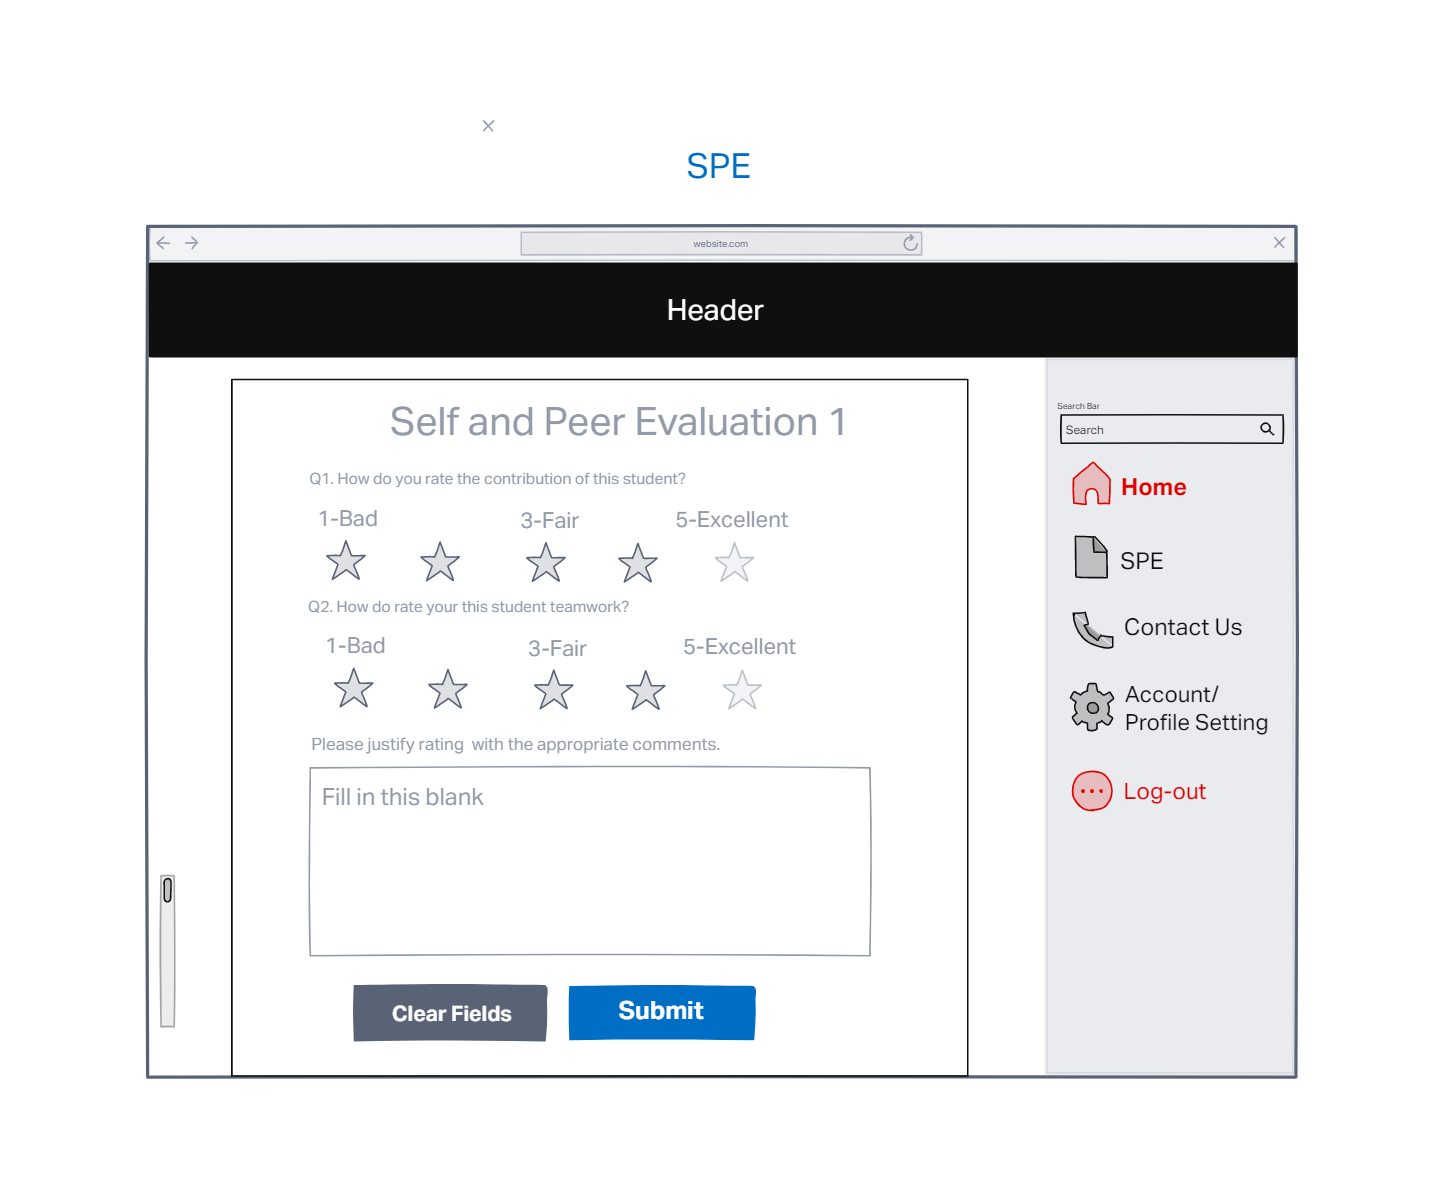 SPE
website.com
Header
Self and Peer Evaluation 1
Q1. How do you rate the contribution of this student?
1-Bad 3-Fair 5-Excellent
Q2. How do rate your this student teamwork?
1-Bad 3-Fair 5-Excellent
Please justify rating with the appropriate comments.
Fill in this blank
Clear Fields Submit
Search Bar
Search
Home
SPE
Contact Us
Account/
Profile Setting
Log-out